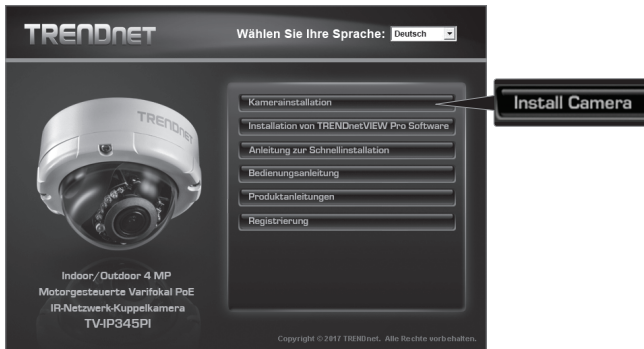 TRENDnet
Wählen Sie Ihre Sprache: Deutsch
TRENDnet
Kamerainstallation
Install Camera
Installation von TRENDnetVIEW Pro Software
Anleitung zur Schnellinstallation
Bedienungsanleitung
Produktanleitungen
Registrierung
Indoor/Outdoor 4 MP
Motorgesteuerte Varifokal PoE
IR-Netzwerk-Kuppelkamera
TV-IP345PI
Copyright © 2017 TRENDnet. Alle Rechte vorbehalten.